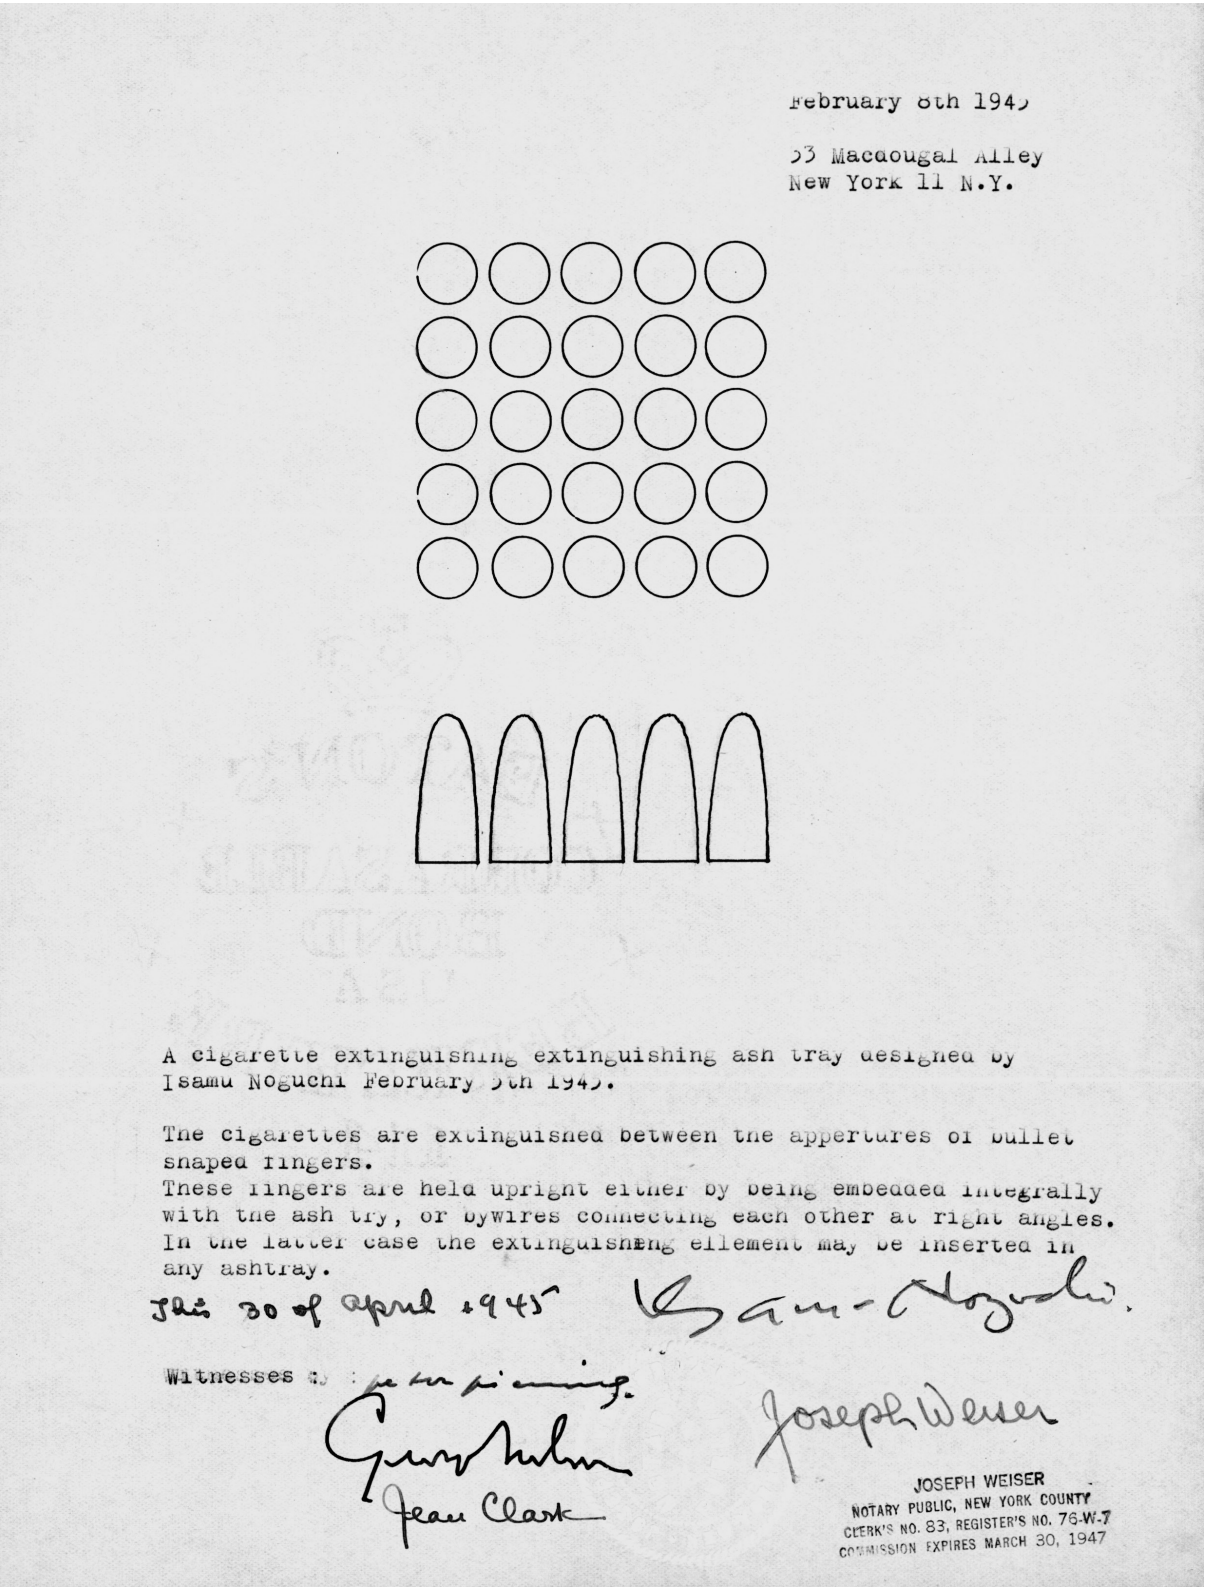 February 8th 1945
33 Macdougal Alley
New York 11 N.Y.
A cigarette extinguishing extinguishing ash tray designed by
Isamu Noguchi February 5th 1945.
The cigarettes are extinguished between the appertures of bullet
shaped fingers.
These fingers are held upright either by being embedded integrally
with the ash try, or bywires connecting each other at right angles.
In the latter case the extinguishing ellement may be inserted in
any ashtray.
This 30 of April 1945 Isamu Noguchi.
Witnesses :
Joseph Weiser
Jean Clark
JOSEPH WEISER
NOTARY PUBLIC, NEW YORK COUNTY
CLERK'S NO. 83, REGISTER'S NO. 76-W-7
COMMISSION EXPIRES MARCH 30, 1947